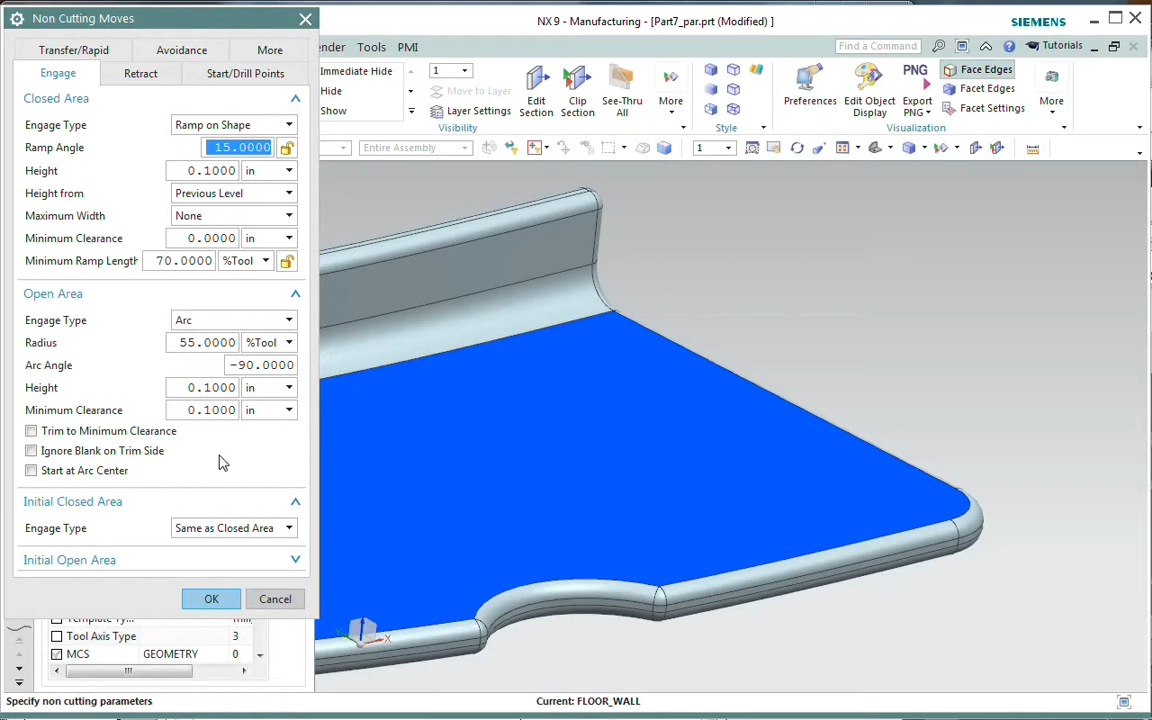 Non Cutting Moves
NX 9 - Manufacturing - [Part7_par.prt (Modified) ]
SIEMENS
Transfer/Rapid Avoidance More
Engage Retract Start/Drill Points
ender Tools PMI
Find a Command
Tutorials
Closed Area
Engage Type Ramp on Shape
Ramp Angle 15.0000
Height 0.1000 in
Height from Previous Level
Maximum Width None
Minimum Clearance 0.0000 in
Minimum Ramp Length 70.0000 %Tool
Open Area
Engage Type Arc
Radius 55.0000 %Tool
Arc Angle -90.0000
Height 0.1000 in
Minimum Clearance 0.1000 in
Trim to Minimum Clearance
Ignore Blank on Trim Side
Start at Arc Center
Initial Closed Area
Engage Type Same as Closed Area
Initial Open Area
OK Cancel
Immediate Hide
Hide
Show
1
Move to Layer
Layer Settings
Edit Section
Clip Section
See-Thru All
More
Visibility
Style
Preferences
Edit Object Display
PNG
Export PNG
Face Edges
Facet Edges
Facet Settings
More
Visualization
Entire Assembly
1
X
Tool Axis Type 3
MCS GEOMETRY 0
Specify non cutting parameters
Current: FLOOR_WALL